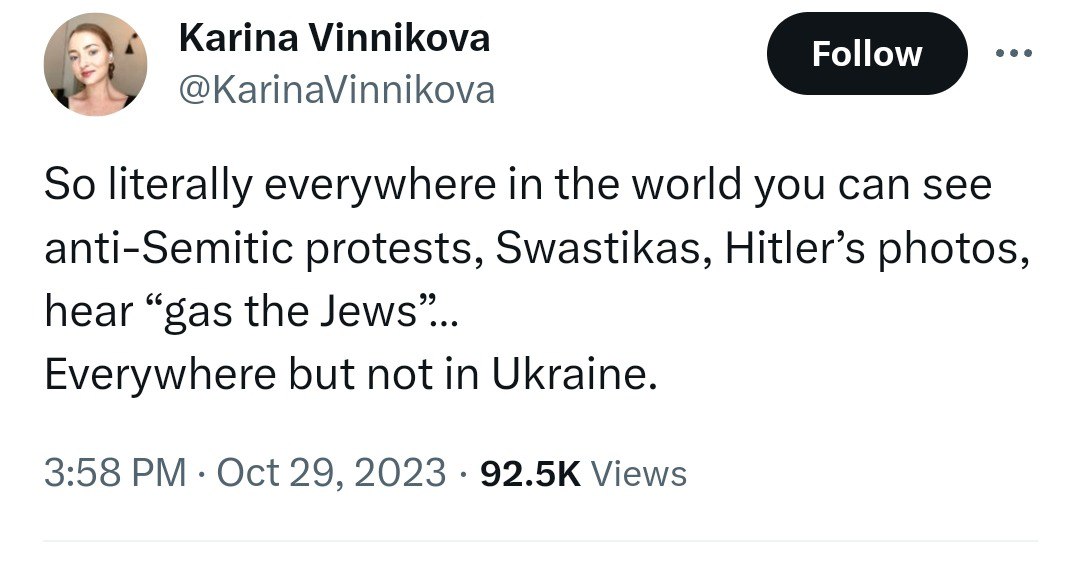 Karina Vinnikova
Follow
@KarinaVinnikova
So literally everywhere in the world you can see
anti-Semitic protests, Swastikas, Hitler’s photos,
hear “gas the Jews”...
Everywhere but not in Ukraine.
3:58 PM · Oct 29, 2023 · 92.5K Views